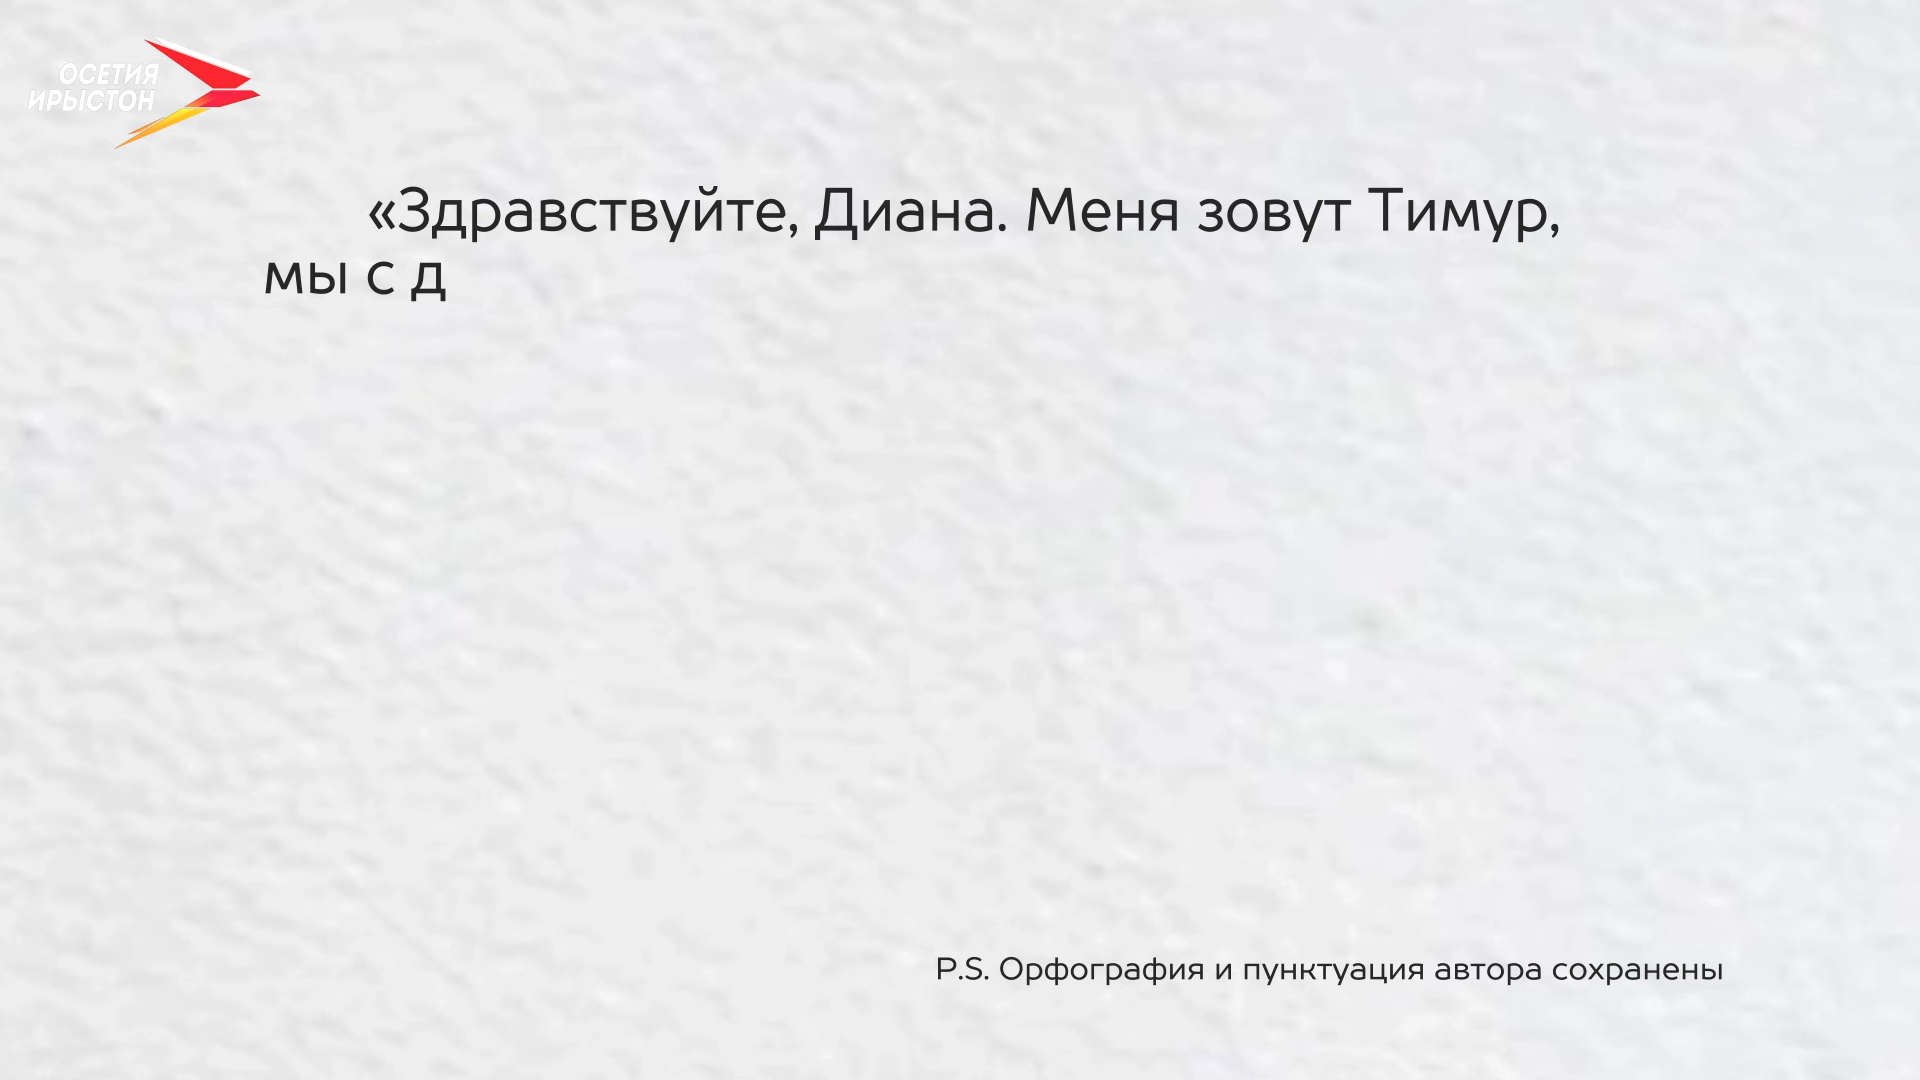 ОСЕТИЯ
ИРЫСТОН
«Здравствуйте, Диана. Меня зовут Тимур,
мы с д
P.S. Орфография и пунктуация автора сохранены